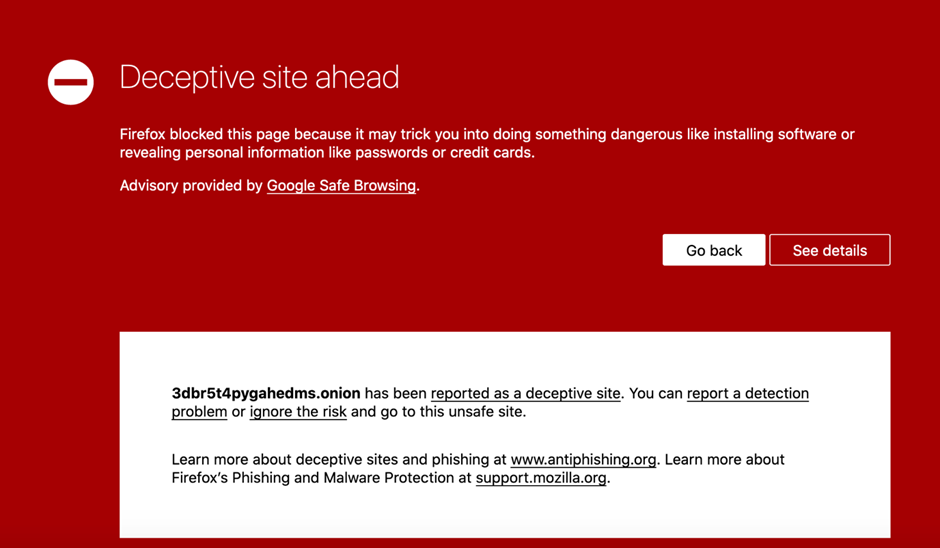 Deceptive site ahead
Firefox blocked this page because it may trick you into doing something dangerous like installing software or
revealing personal information like passwords or credit cards.
Advisory provided by Google Safe Browsing.
Go back
See details
3dbr5t4pygahedms.onion has been reported as a deceptive site. You can report a detection
problem or ignore the risk and go to this unsafe site.
Learn more about deceptive sites and phishing at www.antiphishing.org. Learn more about
Firefox’s Phishing and Malware Protection at support.mozilla.org.